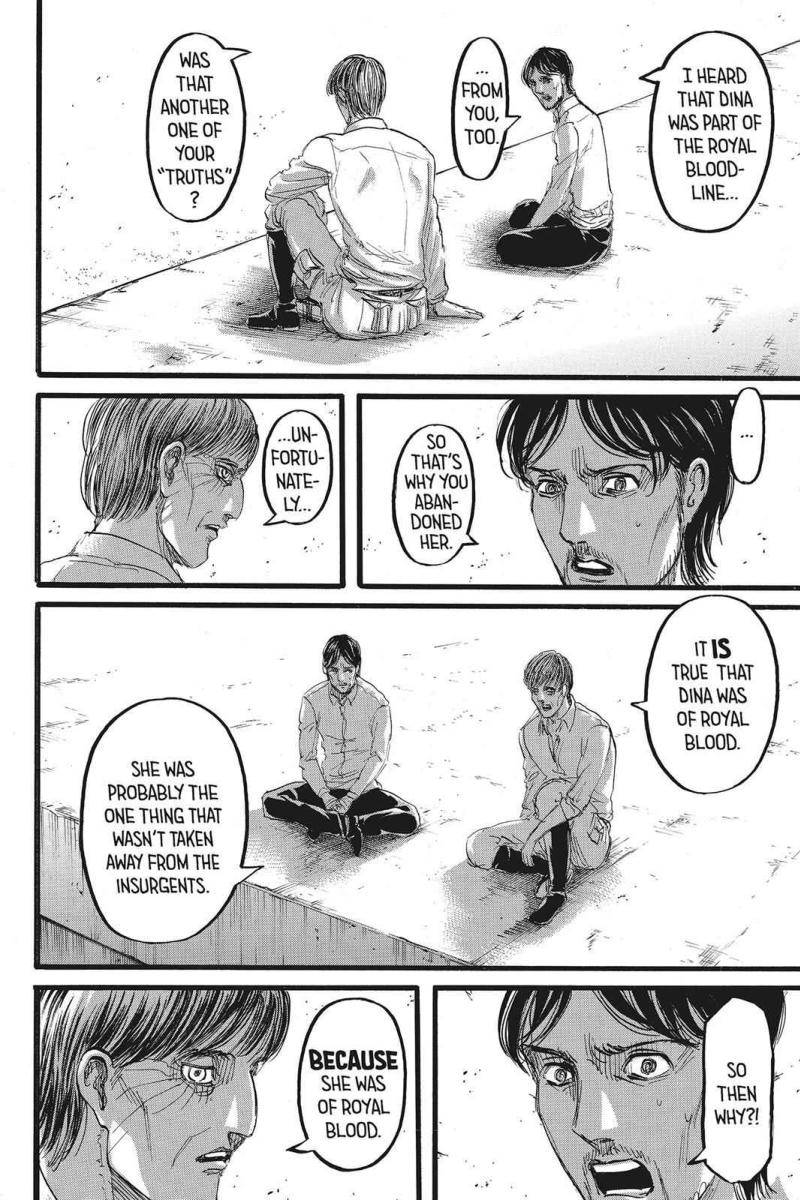 I HEARD
THAT DINA
WAS PART OF
THE ROYAL
BLOOD-
LINE...
...
FROM
YOU,
TOO.
WAS
THAT
ANOTHER
ONE OF
YOUR
“TRUTHS”
?
...
SO
THAT'S
WHY YOU
ABAN-
DONED
HER.
...UN-
FORTU-
NATE-
LY...
IT IS
TRUE THAT
DINA WAS
OF ROYAL
BLOOD.
SHE WAS
PROBABLY THE
ONE THING THAT
WASN'T TAKEN
AWAY FROM THE
INSURGENTS.
SO
THEN
WHY?!
BECAUSE
SHE WAS
OF ROYAL
BLOOD.